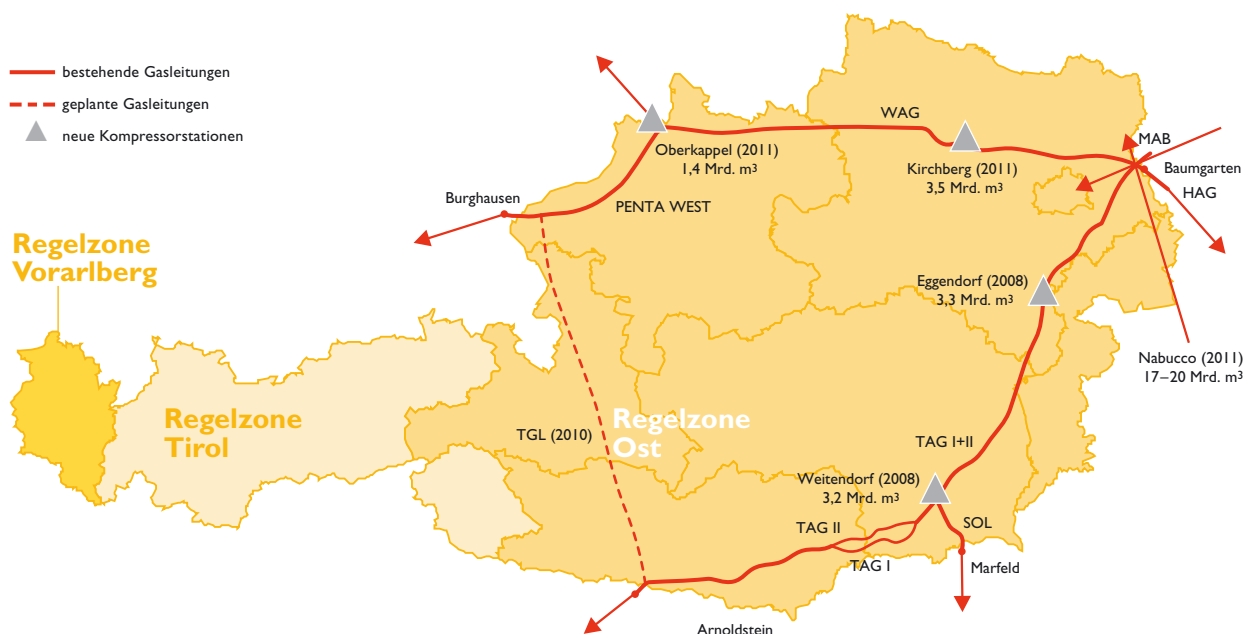 bestehende Gasleitungen
geplante Gasleitungen
neue Kompressorstationen
WAG
MAB
Oberkappel (2011)
1,4 Mrd. m³
Kirchberg (2011)
3,5 Mrd. m³
Baumgarten
HAG
Burghausen
PENTA WEST
Regelzone
Vorarlberg
Eggendorf (2008)
3,3 Mrd. m³
Nabucco (2011)
17–20 Mrd. m³
Regelzone
Tirol
TGL (2010)
Regelzone
Ost
TAG I+II
Weitendorf (2008)
3,2 Mrd. m³
TAG II
SOL
TAG I
Marfeld
Arnoldstein